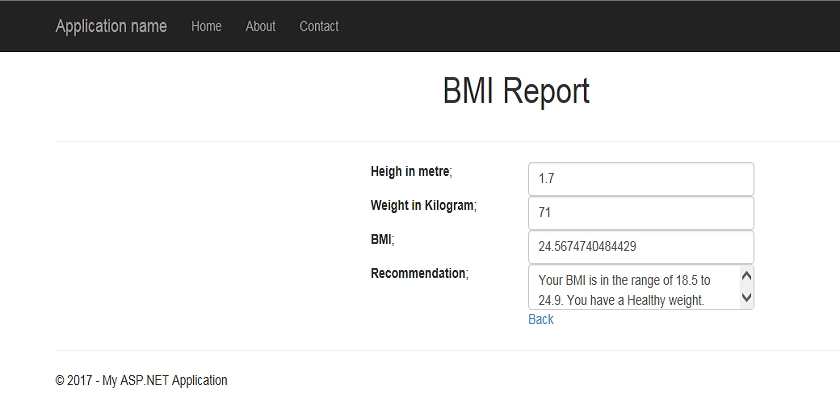 Application name Home About Contact
BMI Report
Heigh in metre; 1.7
Weight in Kilogram; 71
BMI; 24.5674740484429
Recommendation; Your BMI is in the range of 18.5 to
24.9. You have a Healthy weight.
Back
© 2017 - My ASP.NET Application